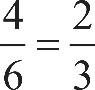 4/6 = 2/3